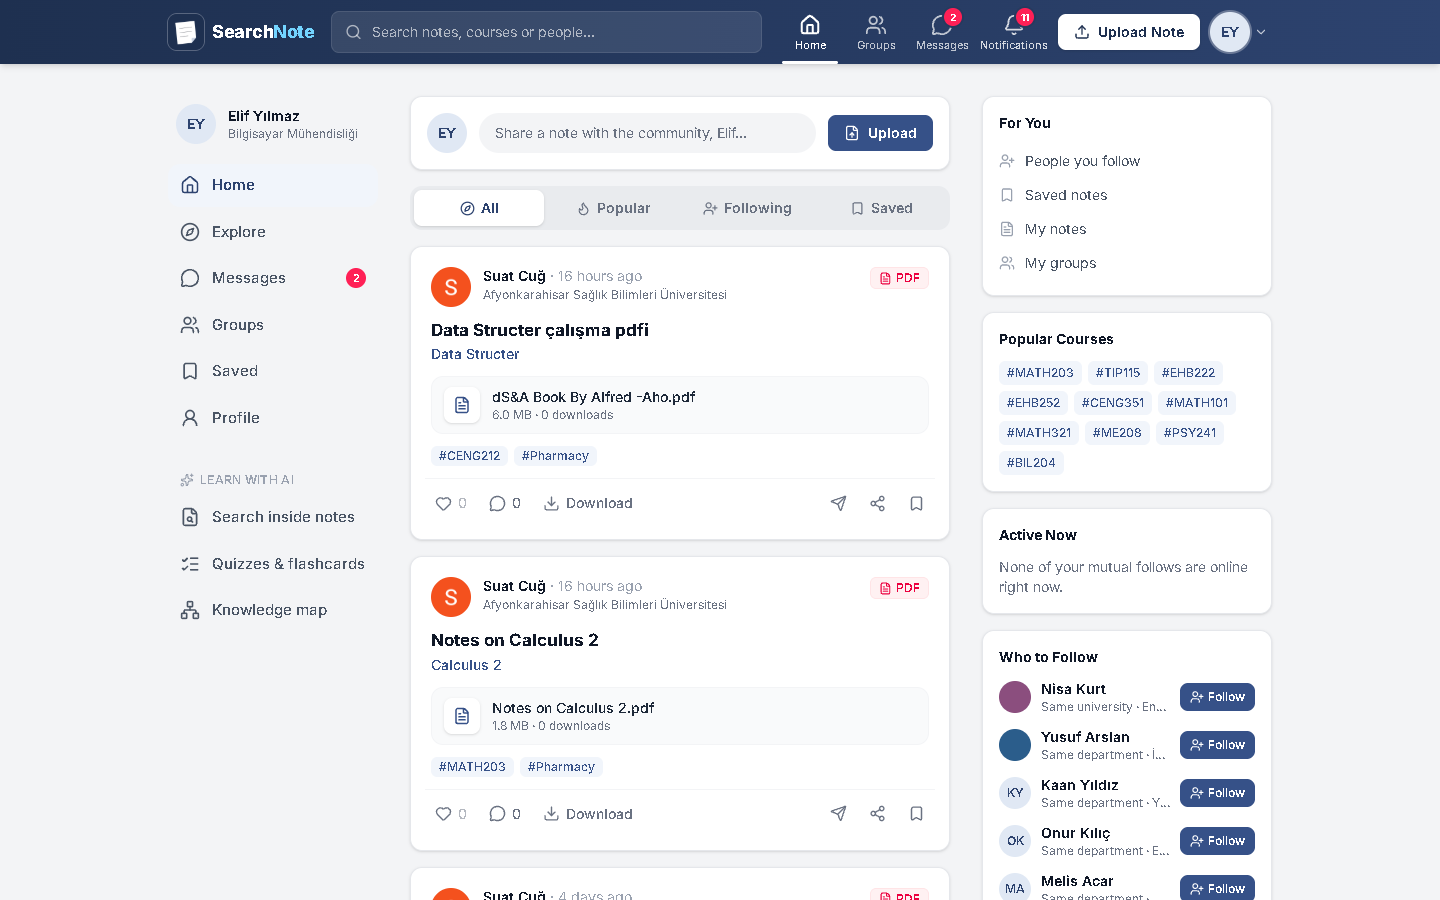 SearchNote
Search notes, courses or people...
Home
Groups
2
Messages
11
Notifications
Upload Note
EY
EY
Elif Yılmaz
Bilgisayar Mühendisliği
Home
Explore
Messages
2
Groups
Saved
Profile
LEARN WITH AI
Search inside notes
Quizzes & flashcards
Knowledge map
EY
Share a note with the community, Elif...
Upload
All
Popular
Following
Saved
S
Suat Cuğ · 16 hours ago
Afyonkarahisar Sağlık Bilimleri Üniversitesi
PDF
Data Structer çalışma pdfi
Data Structer
dS&A Book By Alfred -Aho.pdf
6.0 MB · 0 downloads
#CENG212
#Pharmacy
0
0
Download
S
Suat Cuğ · 16 hours ago
Afyonkarahisar Sağlık Bilimleri Üniversitesi
PDF
Notes on Calculus 2
Calculus 2
Notes on Calculus 2.pdf
1.8 MB · 0 downloads
#MATH203
#Pharmacy
0
0
Download
Suat Cuğ · 4 days ago
PDF
For You
People you follow
Saved notes
My notes
My groups
Popular Courses
#MATH203 #TIP115 #EHB222
#EHB252 #CENG351 #MATH101
#MATH321 #ME208 #PSY241
#BIL204
Active Now
None of your mutual follows are online
right now.
Who to Follow
Nisa Kurt
Same university · En...
Follow
Yusuf Arslan
Same department · İ...
Follow
KY
Kaan Yıldız
Same department · Y...
Follow
OK
Onur Kılıç
Same department · E...
Follow
MA
Melis Acar
Same department ·
Follow